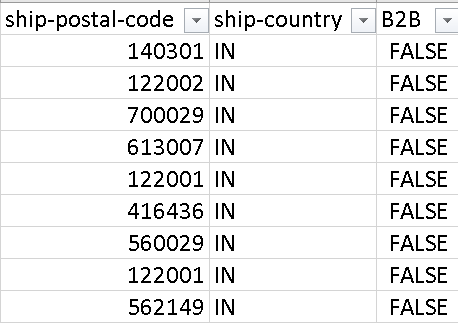 ship-postal-code ship-country B2B
140301 IN FALSE
122002 IN FALSE
700029 IN FALSE
613007 IN FALSE
122001 IN FALSE
416436 IN FALSE
560029 IN FALSE
122001 IN FALSE
562149 IN FALSE